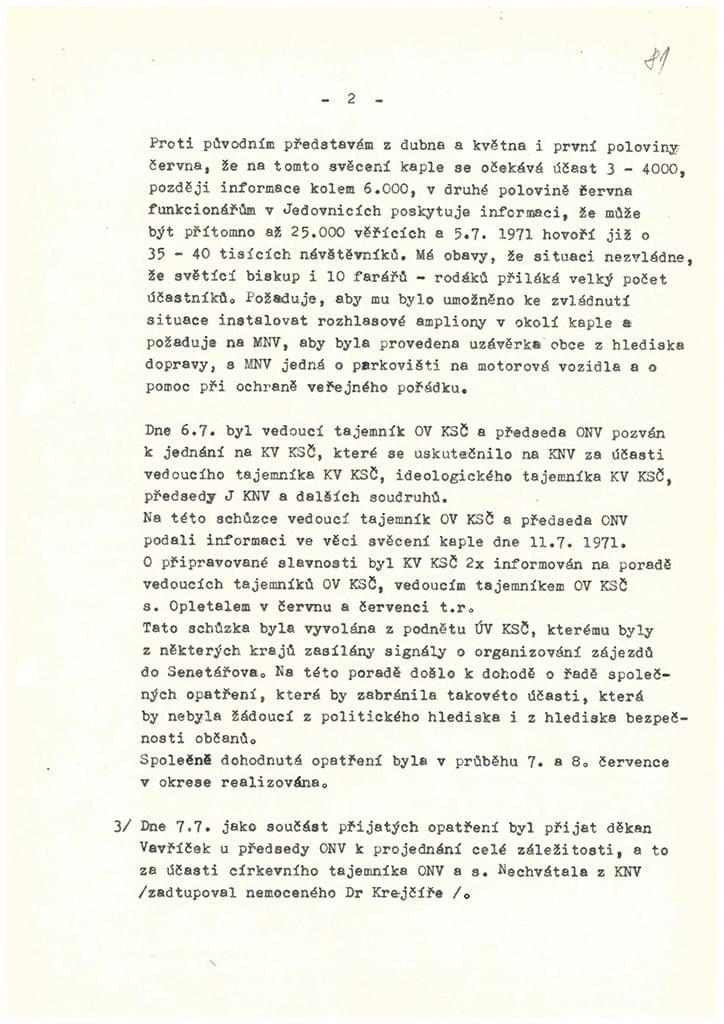 81
- 2 -
Proti původním představám z dubna a května i první poloviny
června, že na tomto svěcení kaple se očekává účast 3 - 4000,
později informace kolem 6.000, v druhé polovině června
funkcionářům v Jedovnicích poskytuje informaci, že může
být přítomno až 25.000 věřících a 5.7. 1971 hovoří již o
35 - 40 tisících návštěvníků. Má obavy, že situaci nezvládne,
že světící biskup i 10 farářů - rodáků přiláká velký počet
účastníků. Požaduje, aby mu bylo umožněno ke zvládnutí
situace instalovat rozhlasové ampliony v okolí kaple a
požaduje na MNV, aby byla provedena uzávěrka obce z hlediska
dopravy, s MNV jedná o parkovišti na motorová vozidla a o
pomoc při ochraně veřejného pořádku.
Dne 6.7. byl vedoucí tajemník OV KSČ a předseda ONV pozván
k jednání na KV KSČ, které se uskutečnilo na KNV za účasti
vedoucího tajemníka KV KSČ, ideologického tajemníka KV KSČ,
předsedy J KNV a dalších soudruhů.
Na této schůzce vedoucí tajemník OV KSČ a předseda ONV
podali informaci ve věci svěcení kaple dne 11.7. 1971.
O připravované slavnosti byl KV KSČ 2x informován na poradě
vedoucích tajemníků OV KSČ, vedoucím tajemníkem OV KSČ
s. Opletalem v červnu a červenci t.r.
Tato schůzka byla vyvolána z podnětu ÚV KSČ, kterému byly
z některých krajů zasílány signály o organizování zájezdů
do Senetářova. Na této poradě došlo k dohodě o řadě společ-
ných opatření, která by zabránila takovéto účasti, která
by nebyla žádoucí z politického hlediska i z hlediska bezpeč-
nosti občanů.
Společně dohodnutá opatření byla v průběhu 7. a 8. července
v okrese realizována.
3/ Dne 7.7. jako součást přijatých opatření byl přijat děkan
Vavříček u předsedy ONV k projednání celé záležitosti, a to
za účasti církevního tajemníka ONV a s. Nechvátala z KNV
/zadtupoval nemoceného Dr Krejčíře /.